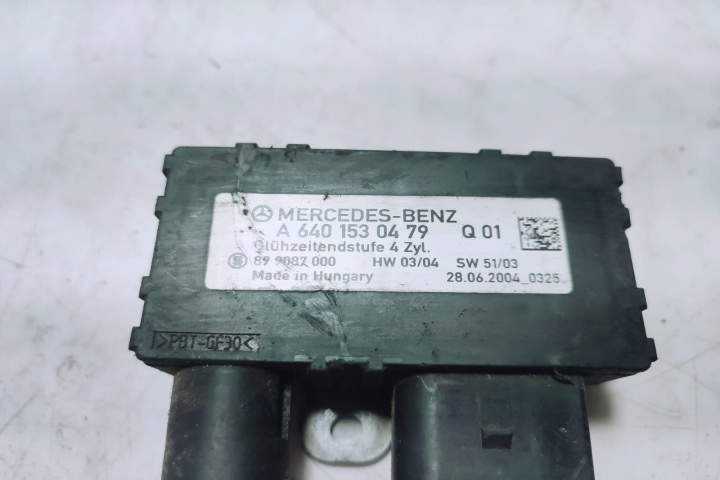 MERCEDES-BENZ
A 640 153 04 79 Q 01
Glühzeitendstufe 4 Zyl.
89 9087 000 HW 03/04 SW 51/03
Made in Hungary 28.06.2004_0325
>PBT-GF30<